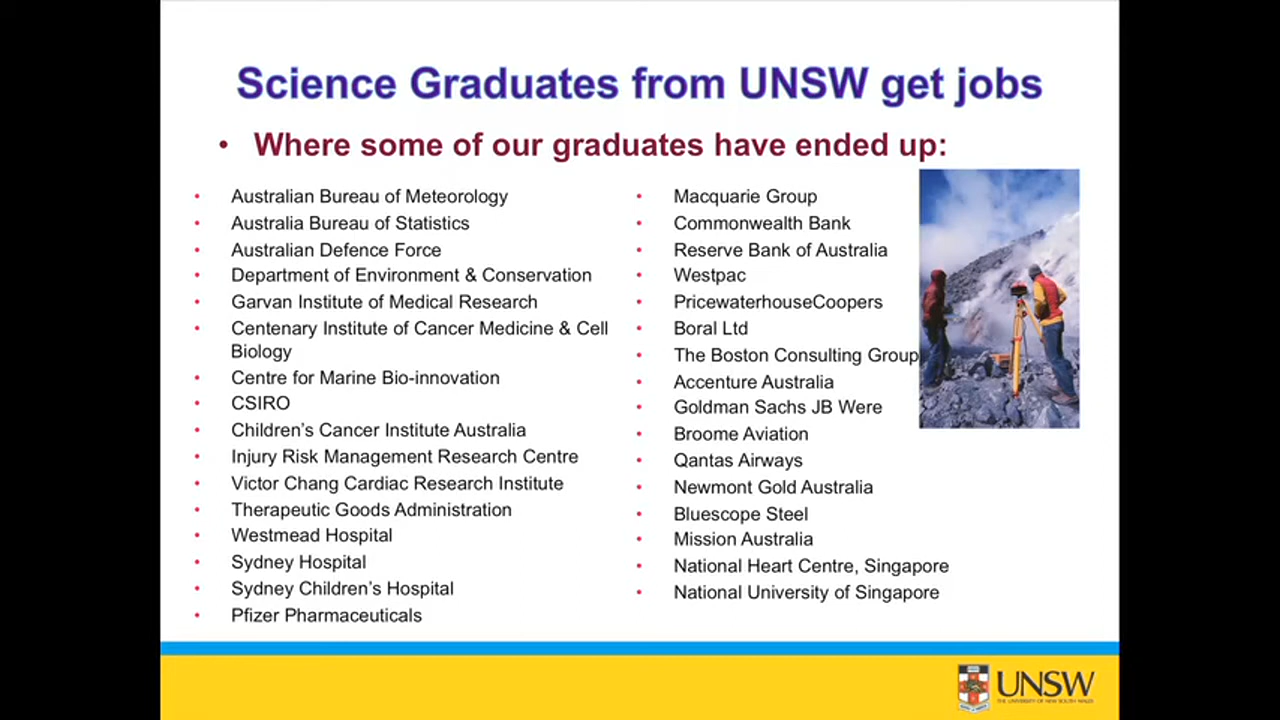 Science Graduates from UNSW get jobs
• Where some of our graduates have ended up:
• Australian Bureau of Meteorology
• Australia Bureau of Statistics
• Australian Defence Force
• Department of Environment & Conservation
• Garvan Institute of Medical Research
• Centenary Institute of Cancer Medicine & Cell
Biology
• Centre for Marine Bio-innovation
• CSIRO
• Children’s Cancer Institute Australia
• Injury Risk Management Research Centre
• Victor Chang Cardiac Research Institute
• Therapeutic Goods Administration
• Westmead Hospital
• Sydney Hospital
• Sydney Children’s Hospital
• Pfizer Pharmaceuticals
• Macquarie Group
• Commonwealth Bank
• Reserve Bank of Australia
• Westpac
• PricewaterhouseCoopers
• Boral Ltd
• The Boston Consulting Group
• Accenture Australia
• Goldman Sachs JB Were
• Broome Aviation
• Qantas Airways
• Newmont Gold Australia
• Bluescope Steel
• Mission Australia
• National Heart Centre, Singapore
• National University of Singapore
UNSW
THE UNIVERSITY OF NEW SOUTH WALES